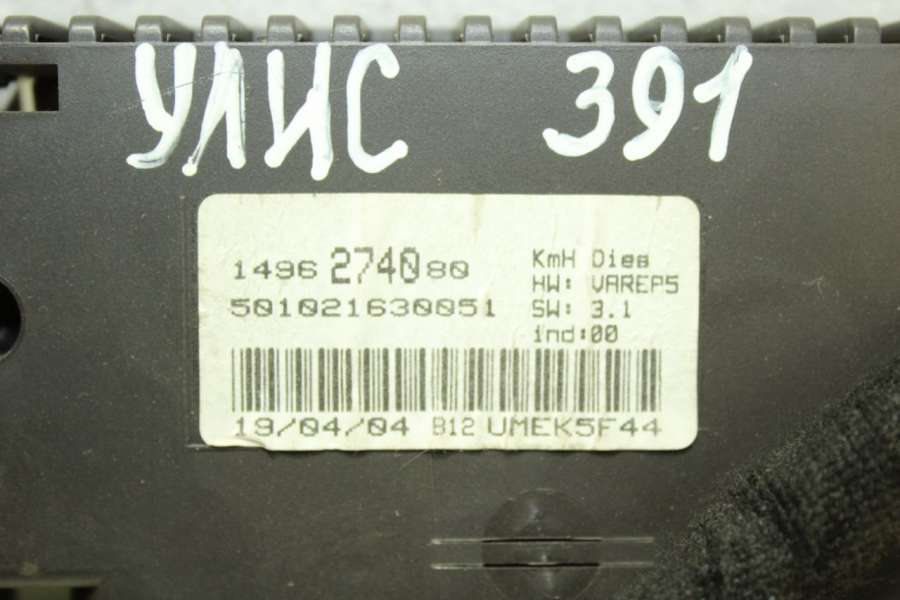 УЛИС 391
1496 2740 80
501021630051
KmH Dies
HW: VAREP5
SW: 3.1
ind:00
19/04/04 B12 UMEK5F44